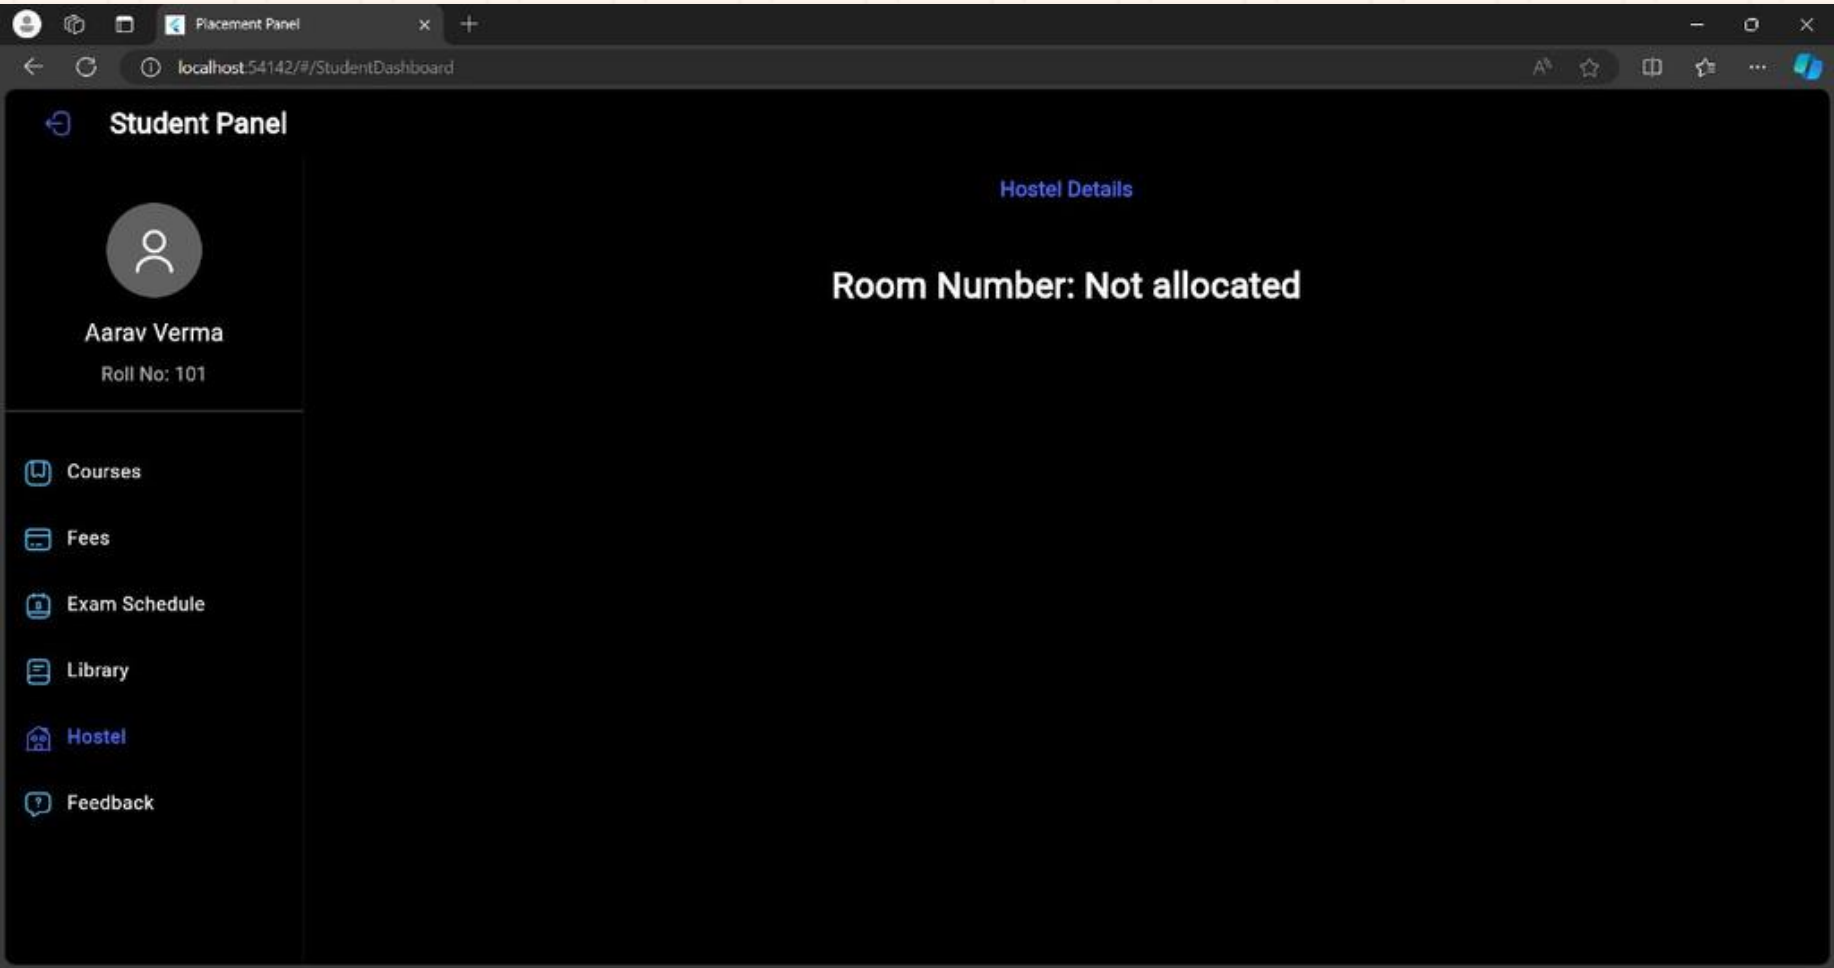 Placement Panel
localhost:54142/#/StudentDashboard
Student Panel
Aarav Verma
Roll No: 101
Courses
Fees
Exam Schedule
Library
Hostel
Feedback
Hostel Details
Room Number: Not allocated